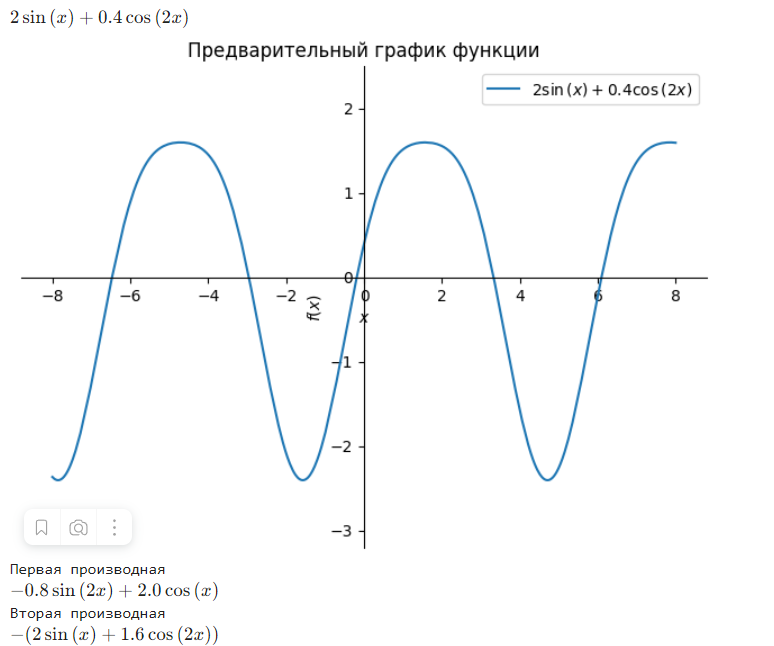 2 sin (x) + 0.4 cos (2x)
Предварительный график функции
2sin (x) + 0.4cos (2x)
2
1
0
−8 −6 −4 −2 0 2 4 6 8
f(x)
x
−1
−2
−3
Первая производная
−0.8 sin (2x) + 2.0 cos (x)
Вторая производная
−(2 sin (x) + 1.6 cos (2x))